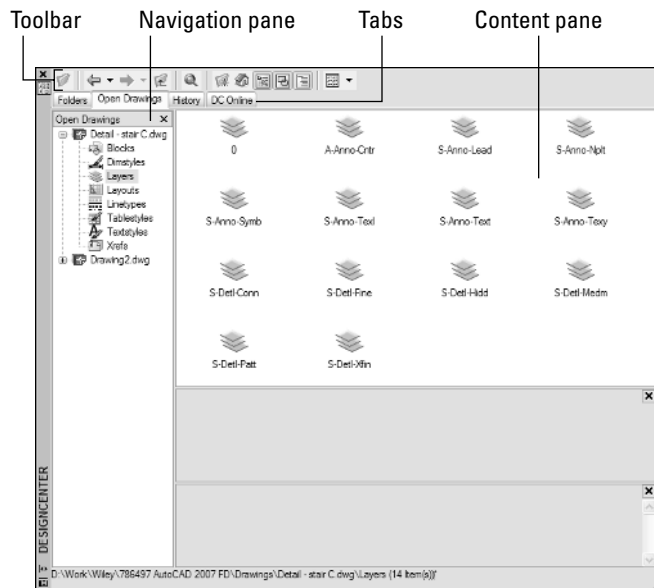 Toolbar Navigation pane Tabs Content pane
Folders Open Drawings History DC Online
Open Drawings
Detail - stair C.dwg
Blocks
Dimstyles
Layers
Layouts
Linetypes
Tablestyles
Textstyles
Xrefs
Drawing2.dwg
0 A-Anno-Cntr S-Anno-Lead S-Anno-Nplt
S-Anno-Symb S-Anno-Texl S-Anno-Text S-Anno-Texy
S-Detl-Conn S-Detl-Fine S-Detl-Hidd S-Detl-Medm
S-Detl-Patt S-Detl-Xfin
DESIGNCENTER
D:\Work\Wiley\786497 AutoCAD 2007 FD\Drawings\Detail - stair C.dwg\Layers (14 Item(s))